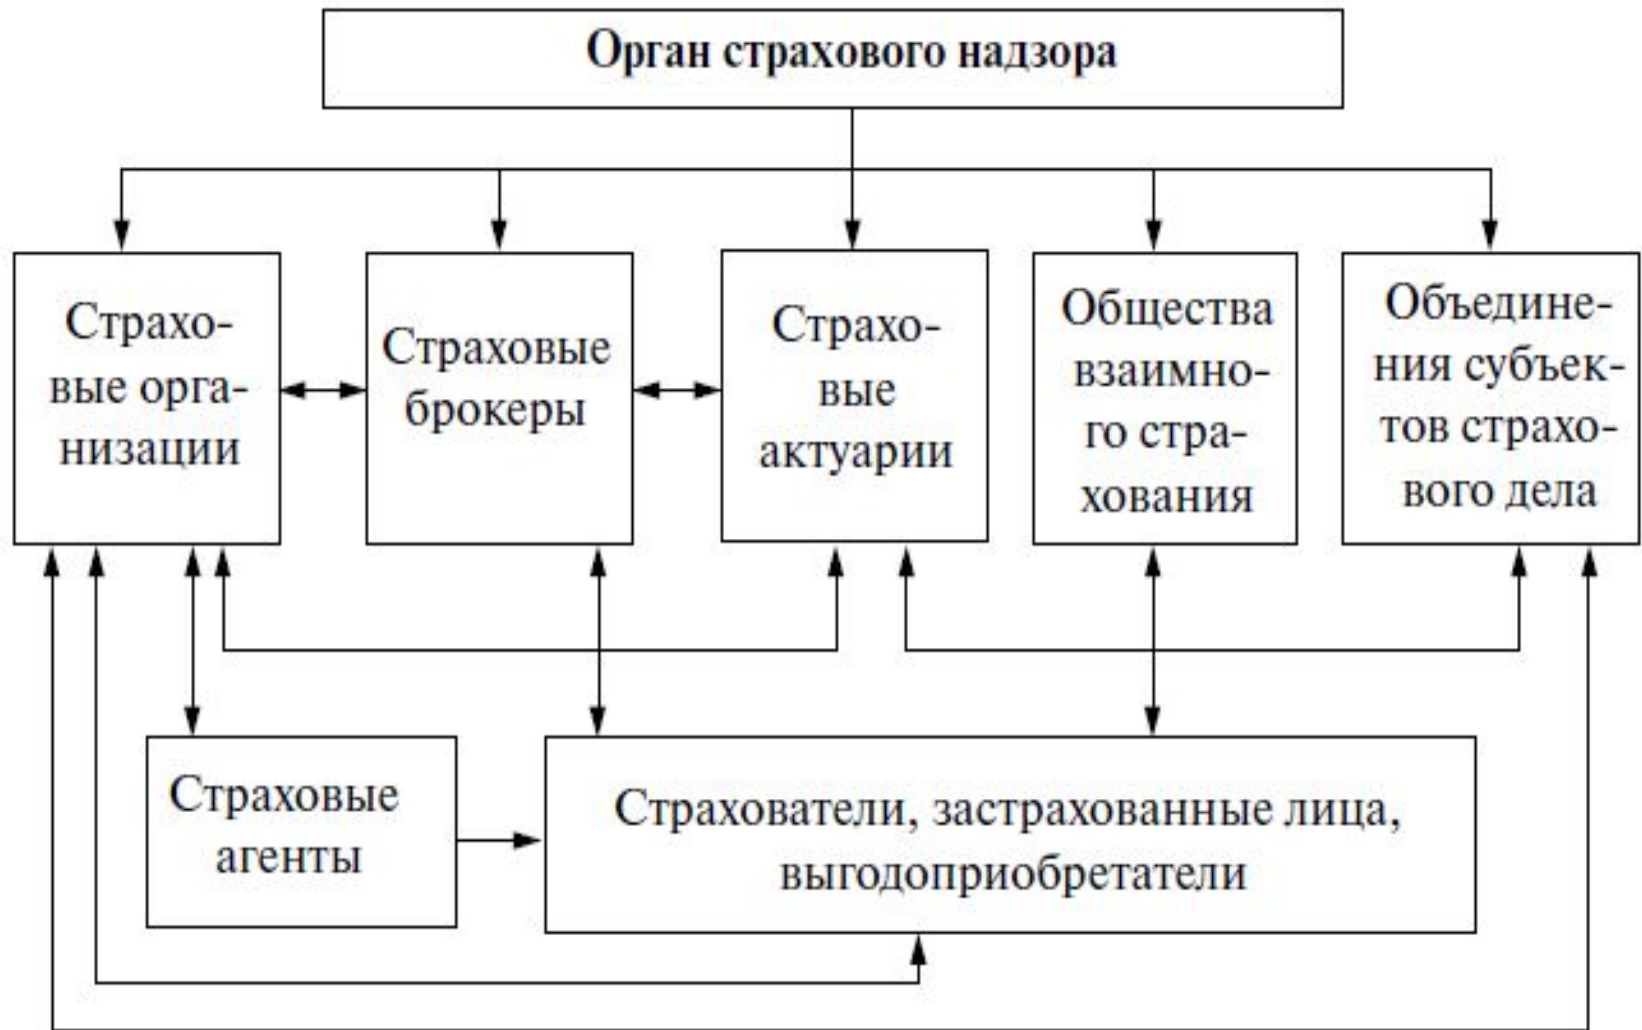 Орган страхового надзора
Страхо-
вые орга-
низации
Страховые
брокеры
Страхо-
вые
актуарии
Общества
взаимно-
го стра-
хования
Объедине-
ния субъек-
тов страхо-
вого дела
Страховые
агенты
Страхователи, застрахованные лица,
выгодоприобретатели